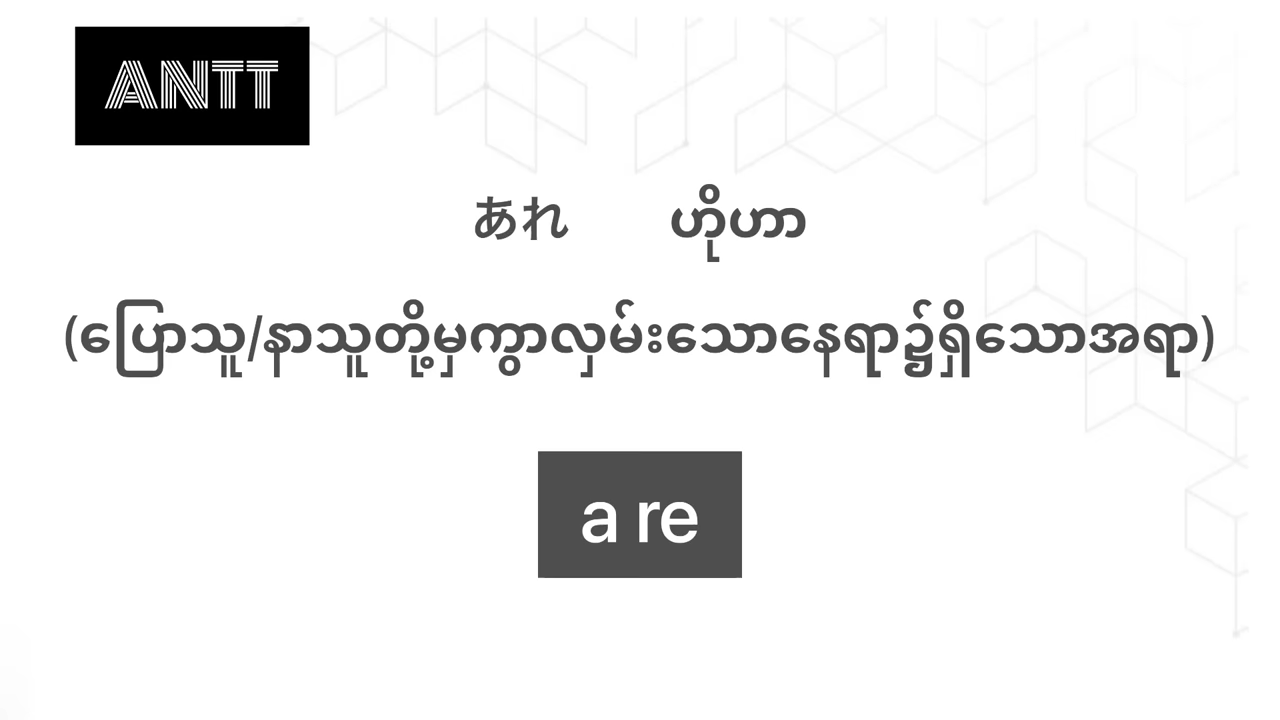 ANTT
あれ ဟိုဟာ
(ပြောသူ/နာသူတို့မှကွာလှမ်းသောနေရာ၌ရှိသောအရာ)
a re